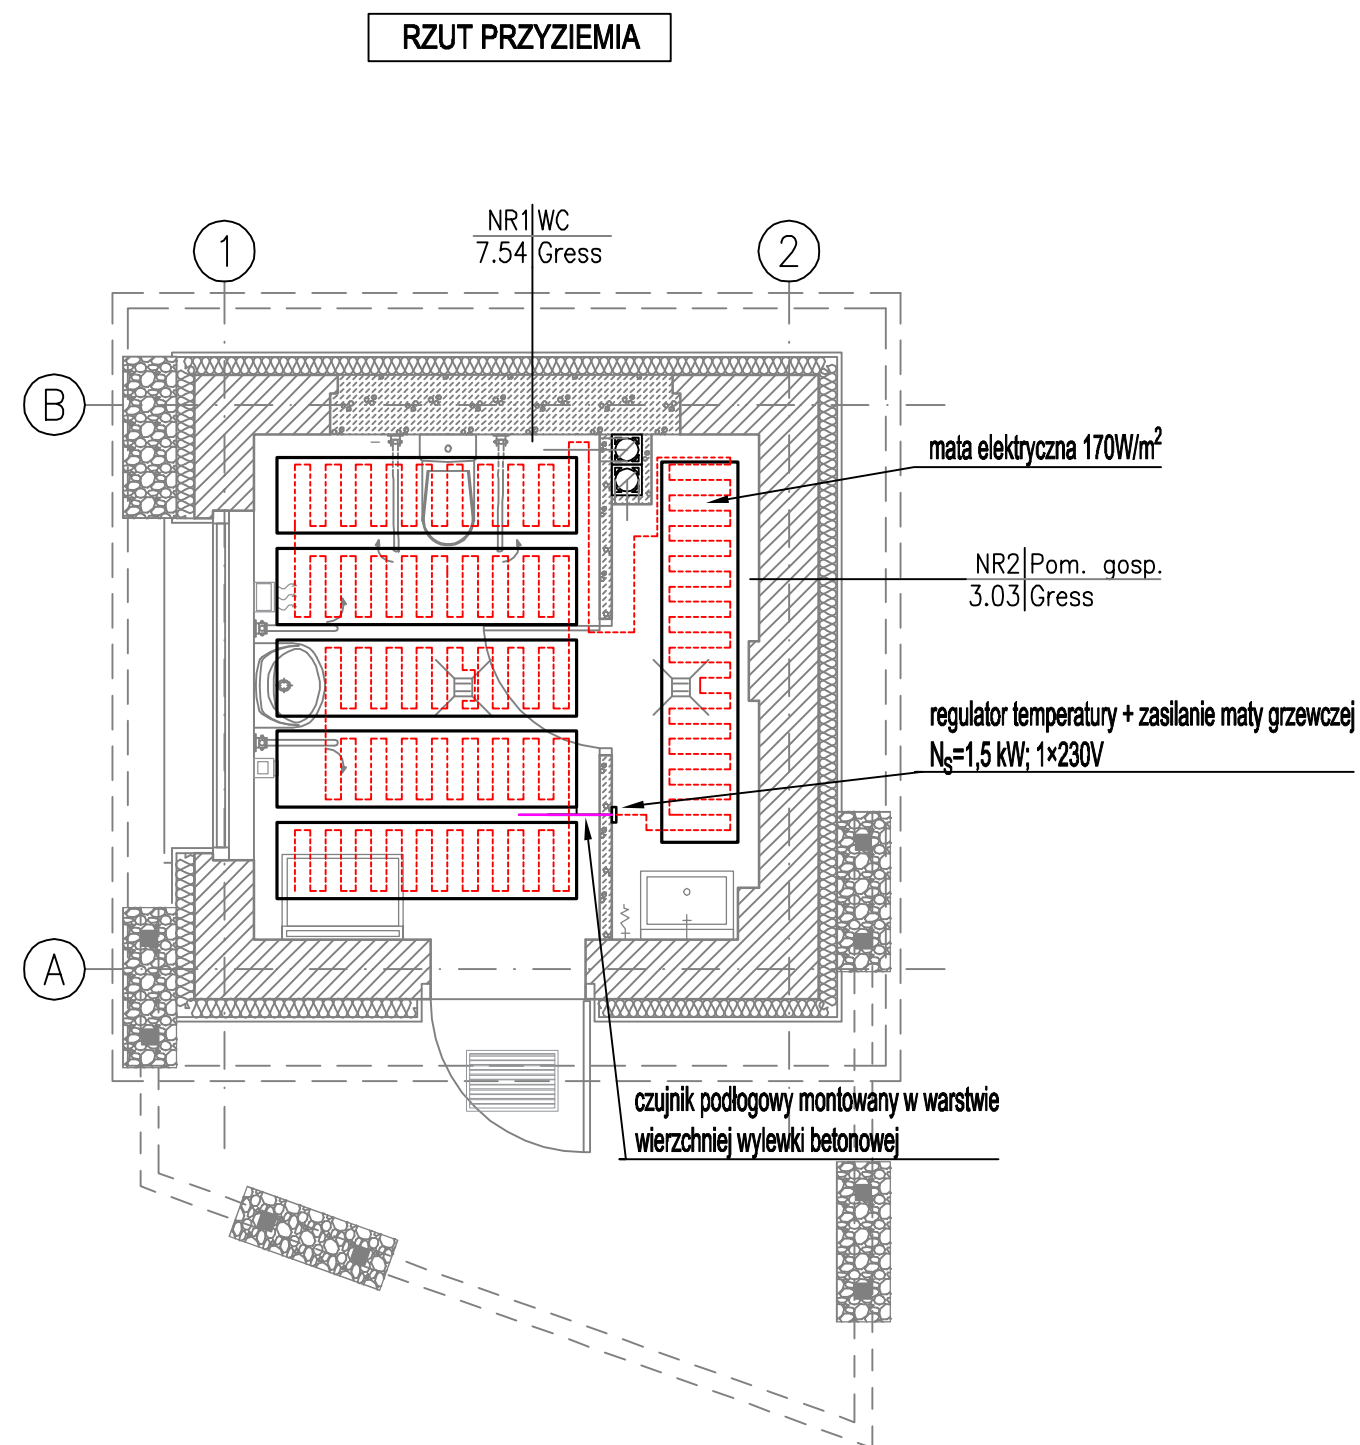 RZUT PRZYZIEMIA
NR1 WC
7.54 Gress
1
2
B
mata elektryczna 170W/m²
NR2 Pom. gosp.
3.03 Gress
regulator temperatury + zasilanie maty grzewczej
NS=1,5 kW; 1×230V
A
czujnik podłogowy montowany w warstwie
wierzchniej wylewki betonowej